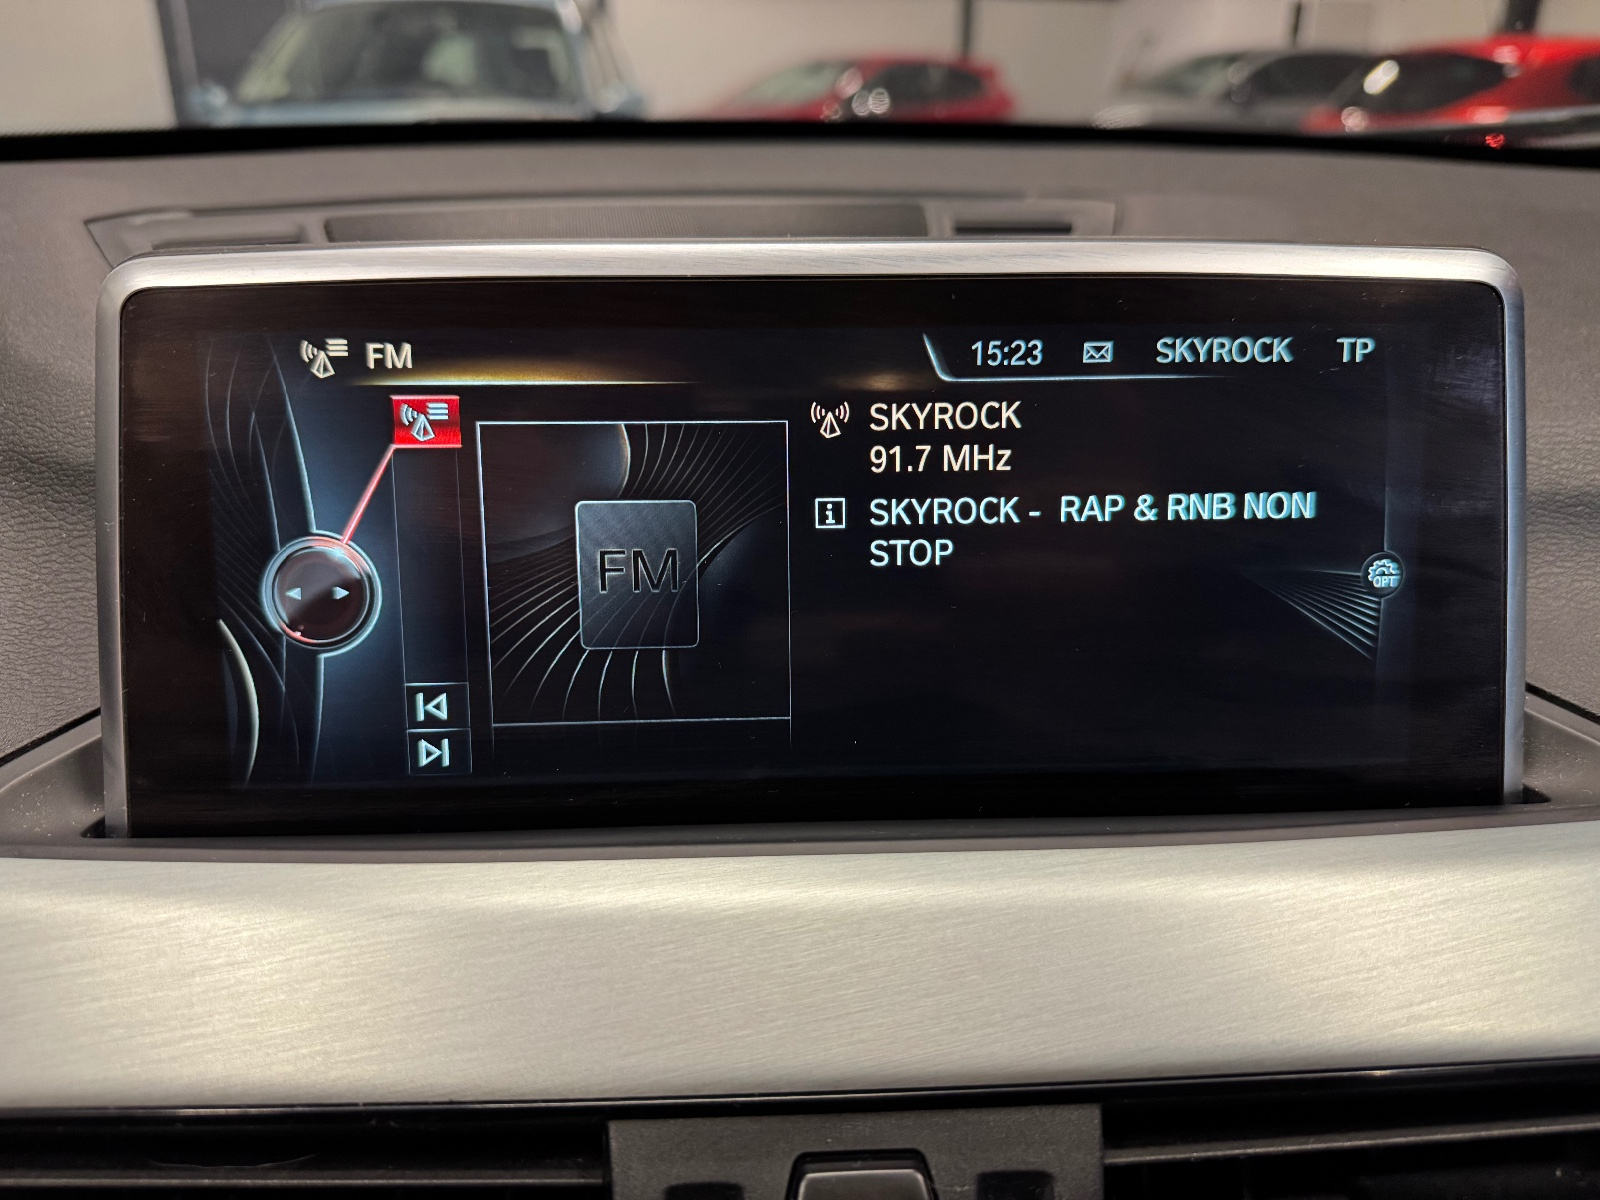 FM
15:23 SKYROCK TP
SKYROCK
91.7 MHz
SKYROCK - RAP & RNB NON
STOP
FM
OPT